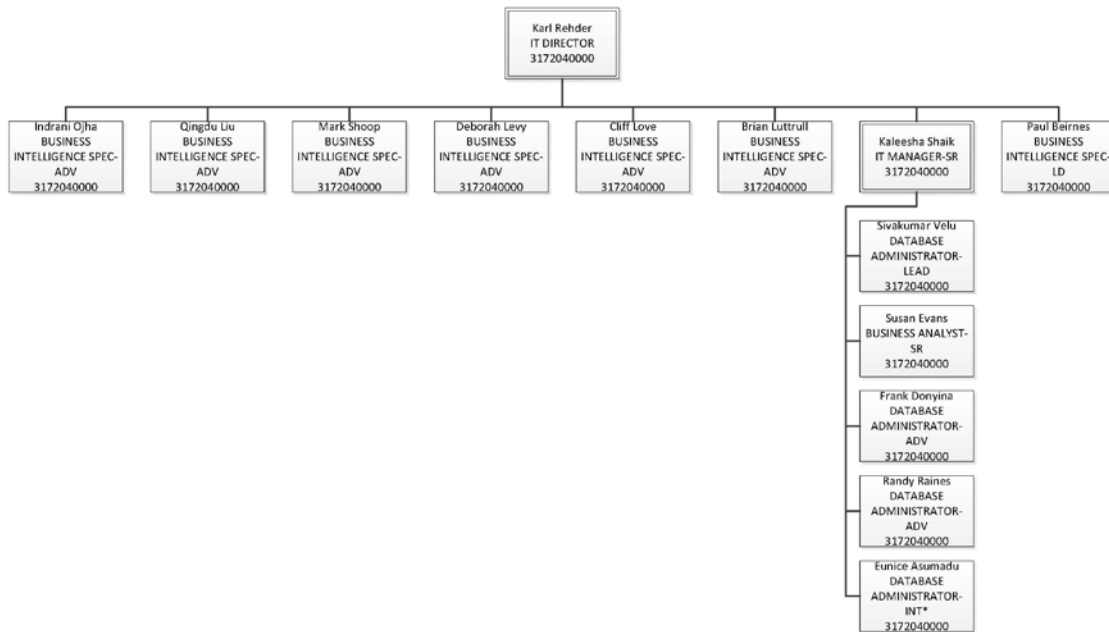 Karl Rehder
IT DIRECTOR
3172040000
Indrani Ojha
BUSINESS
INTELLIGENCE SPEC-
ADV
3172040000
Qingdu Liu
BUSINESS
INTELLIGENCE SPEC-
ADV
3172040000
Mark Shoop
BUSINESS
INTELLIGENCE SPEC-
ADV
3172040000
Deborah Levy
BUSINESS
INTELLIGENCE SPEC-
ADV
3172040000
Cliff Love
BUSINESS
INTELLIGENCE SPEC-
ADV
3172040000
Brian Luttrull
BUSINESS
INTELLIGENCE SPEC-
ADV
3172040000
Kaleesha Shaik
IT MANAGER-SR
3172040000
Paul Beirnes
BUSINESS
INTELLIGENCE SPEC-
LD
3172040000
Sivakumar Velu
DATABASE
ADMINISTRATOR-
LEAD
3172040000
Susan Evans
BUSINESS ANALYST-
SR
3172040000
Frank Donyina
DATABASE
ADMINISTRATOR-
ADV
3172040000
Randy Raines
DATABASE
ADMINISTRATOR-
ADV
3172040000
Eunice Asumadu
DATABASE
ADMINISTRATOR-
INT*
3172040000